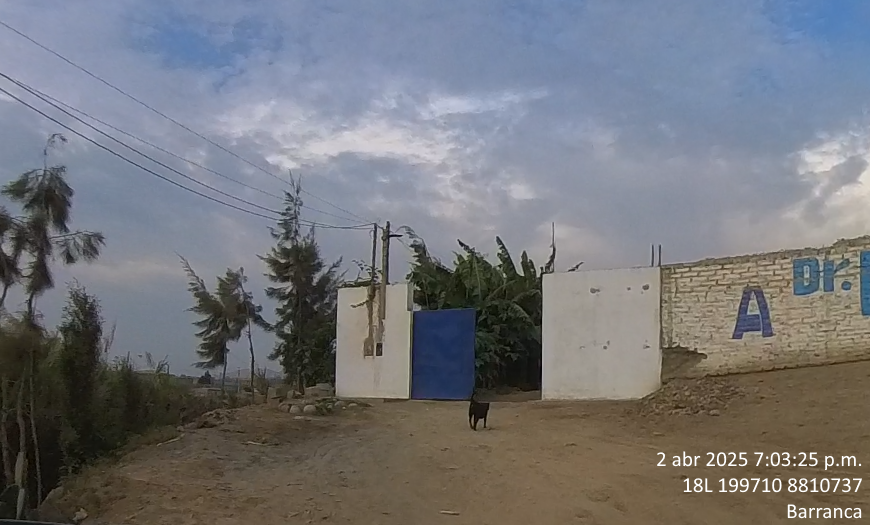 Dr.
A
2 abr 2025 7:03:25 p.m.
18L 199710 8810737
Barranca